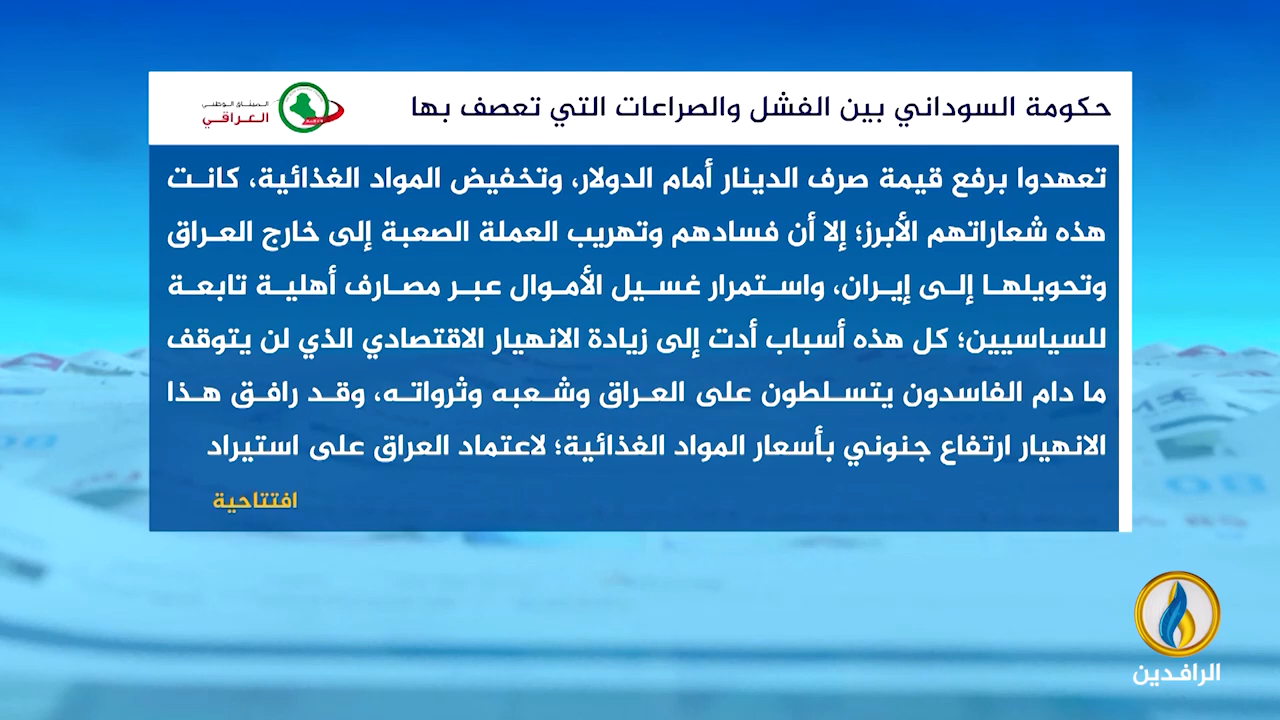 حكومة السوداني بين الفشل والصراعات التي تعصف بها
الميثاق الوطني
العراقي
تعهدوا برفع قيمة صرف الدينار أمام الدولار، وتخفيض المواد الغذائية، كانت
هذه شعاراتهم الأبرز؛ إلا أن فسادهم وتهريب العملة الصعبة إلى خارج العراق
وتحويلها إلى إيران، واستمرار غسيل الأموال عبر مصارف أهلية تابعة
للسياسيين؛ كل هذه أسباب أدت إلى زيادة الانهيار الاقتصادي الذي لن يتوقف
ما دام الفاسدون يتسلطون على العراق وشعبه وثرواته، وقد رافق هذا
الانهيار ارتفاع جنوني بأسعار المواد الغذائية؛ لاعتماد العراق على استيراد
افتتاحية
الرافدين